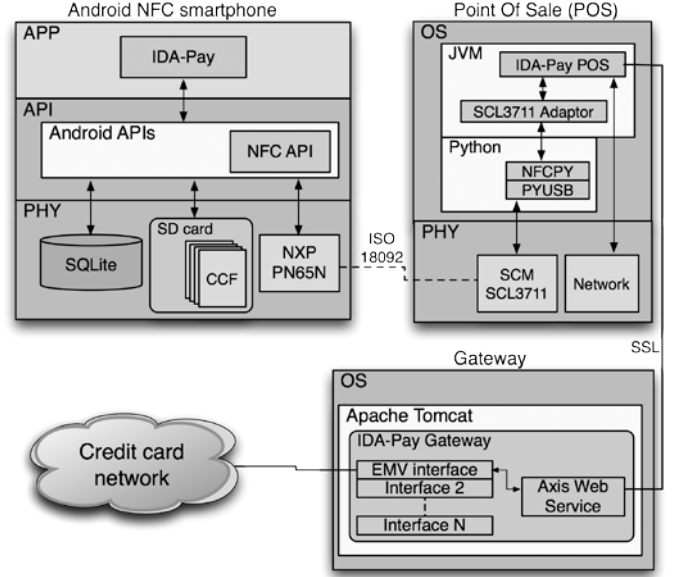 Android NFC smartphone
APP
IDA-Pay
API
Android APIs
NFC API
PHY
SQLite
SD card
CCF
NXP
PN65N
ISO
18092
Point Of Sale (POS)
OS
JVM
IDA-Pay POS
SCL3711 Adaptor
Python
NFCPY
PYUSB
PHY
SCM
SCL3711
Network
SSL
Gateway
OS
Apache Tomcat
IDA-Pay Gateway
EMV interface
Interface 2
Interface N
Axis Web
Service
Credit card
network